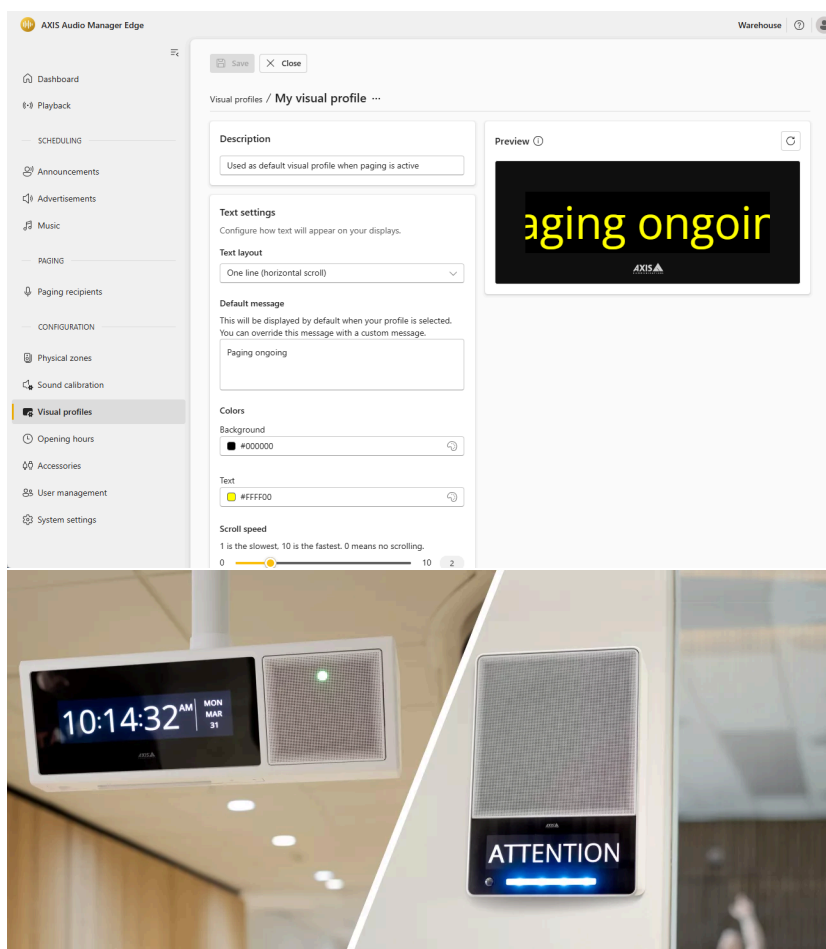 AXIS Audio Manager Edge
Warehouse
Dashboard
Playback
SCHEDULING
Announcements
Advertisements
Music
PAGING
Paging recipients
CONFIGURATION
Physical zones
Sound calibration
Visual profiles
Opening hours
Accessories
User management
System settings
Save
Close
Visual profiles / My visual profile ···
Description
Used as default visual profile when paging is active
Text settings
Configure how text will appear on your displays.
Text layout
One line (horizontal scroll)
Default message
This will be displayed by default when your profile is selected.
You can override this message with a custom message.
Paging ongoing
Colors
Background
#000000
Text
#FFFF00
Scroll speed
1 is the slowest, 10 is the fastest. 0 means no scrolling.
0 10 2
Preview
aging ongoin
AXIS
10:14:32 AM
MON
MAR
31
AXIS
AXIS
ATTENTION